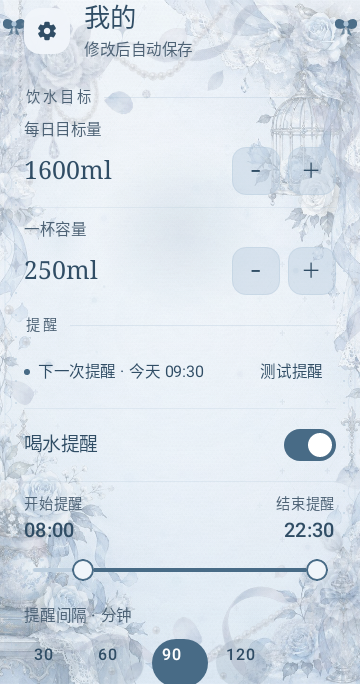 我的
修改后自动保存
饮水目标
每日目标量
1600ml - +
一杯容量
250ml - +
提醒
下一次提醒 · 今天 09:30 测试提醒
喝水提醒
开始提醒 结束提醒
08:00 22:30
提醒间隔 · 分钟
30 60 90 120